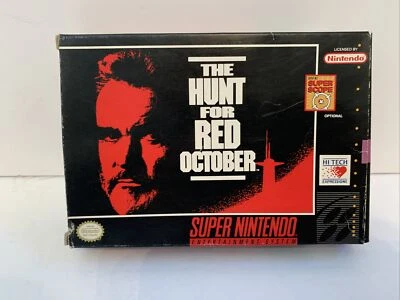 THE
HUNT
FOR
RED
OCTOBER
LICENSED BY
Nintendo
SUPER
SCOPE
OPTIONAL
HI TECH
EXPRESSIONS
SUPER NINTENDO
ENTERTAINMENT SYSTEM